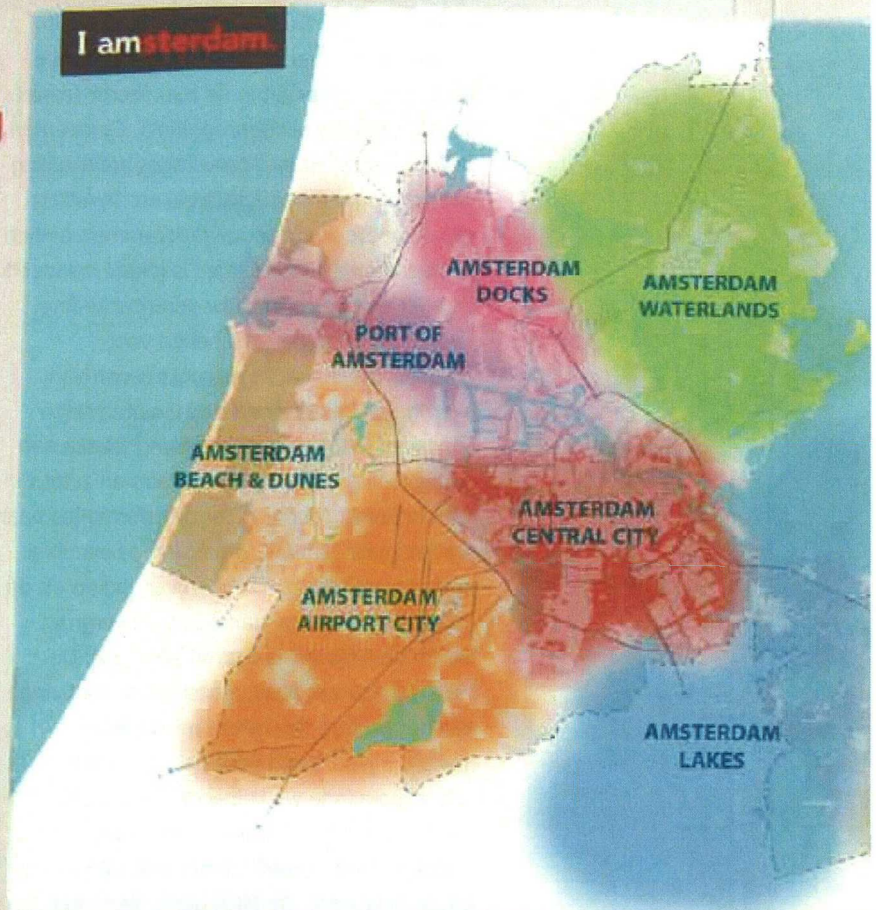 I amsterdam.
AMSTERDAM
DOCKS
AMSTERDAM
WATERLANDS
PORT OF
AMSTERDAM
AMSTERDAM
BEACH & DUNES
AMSTERDAM
CENTRAL CITY
AMSTERDAM
AIRPORT CITY
AMSTERDAM
LAKES